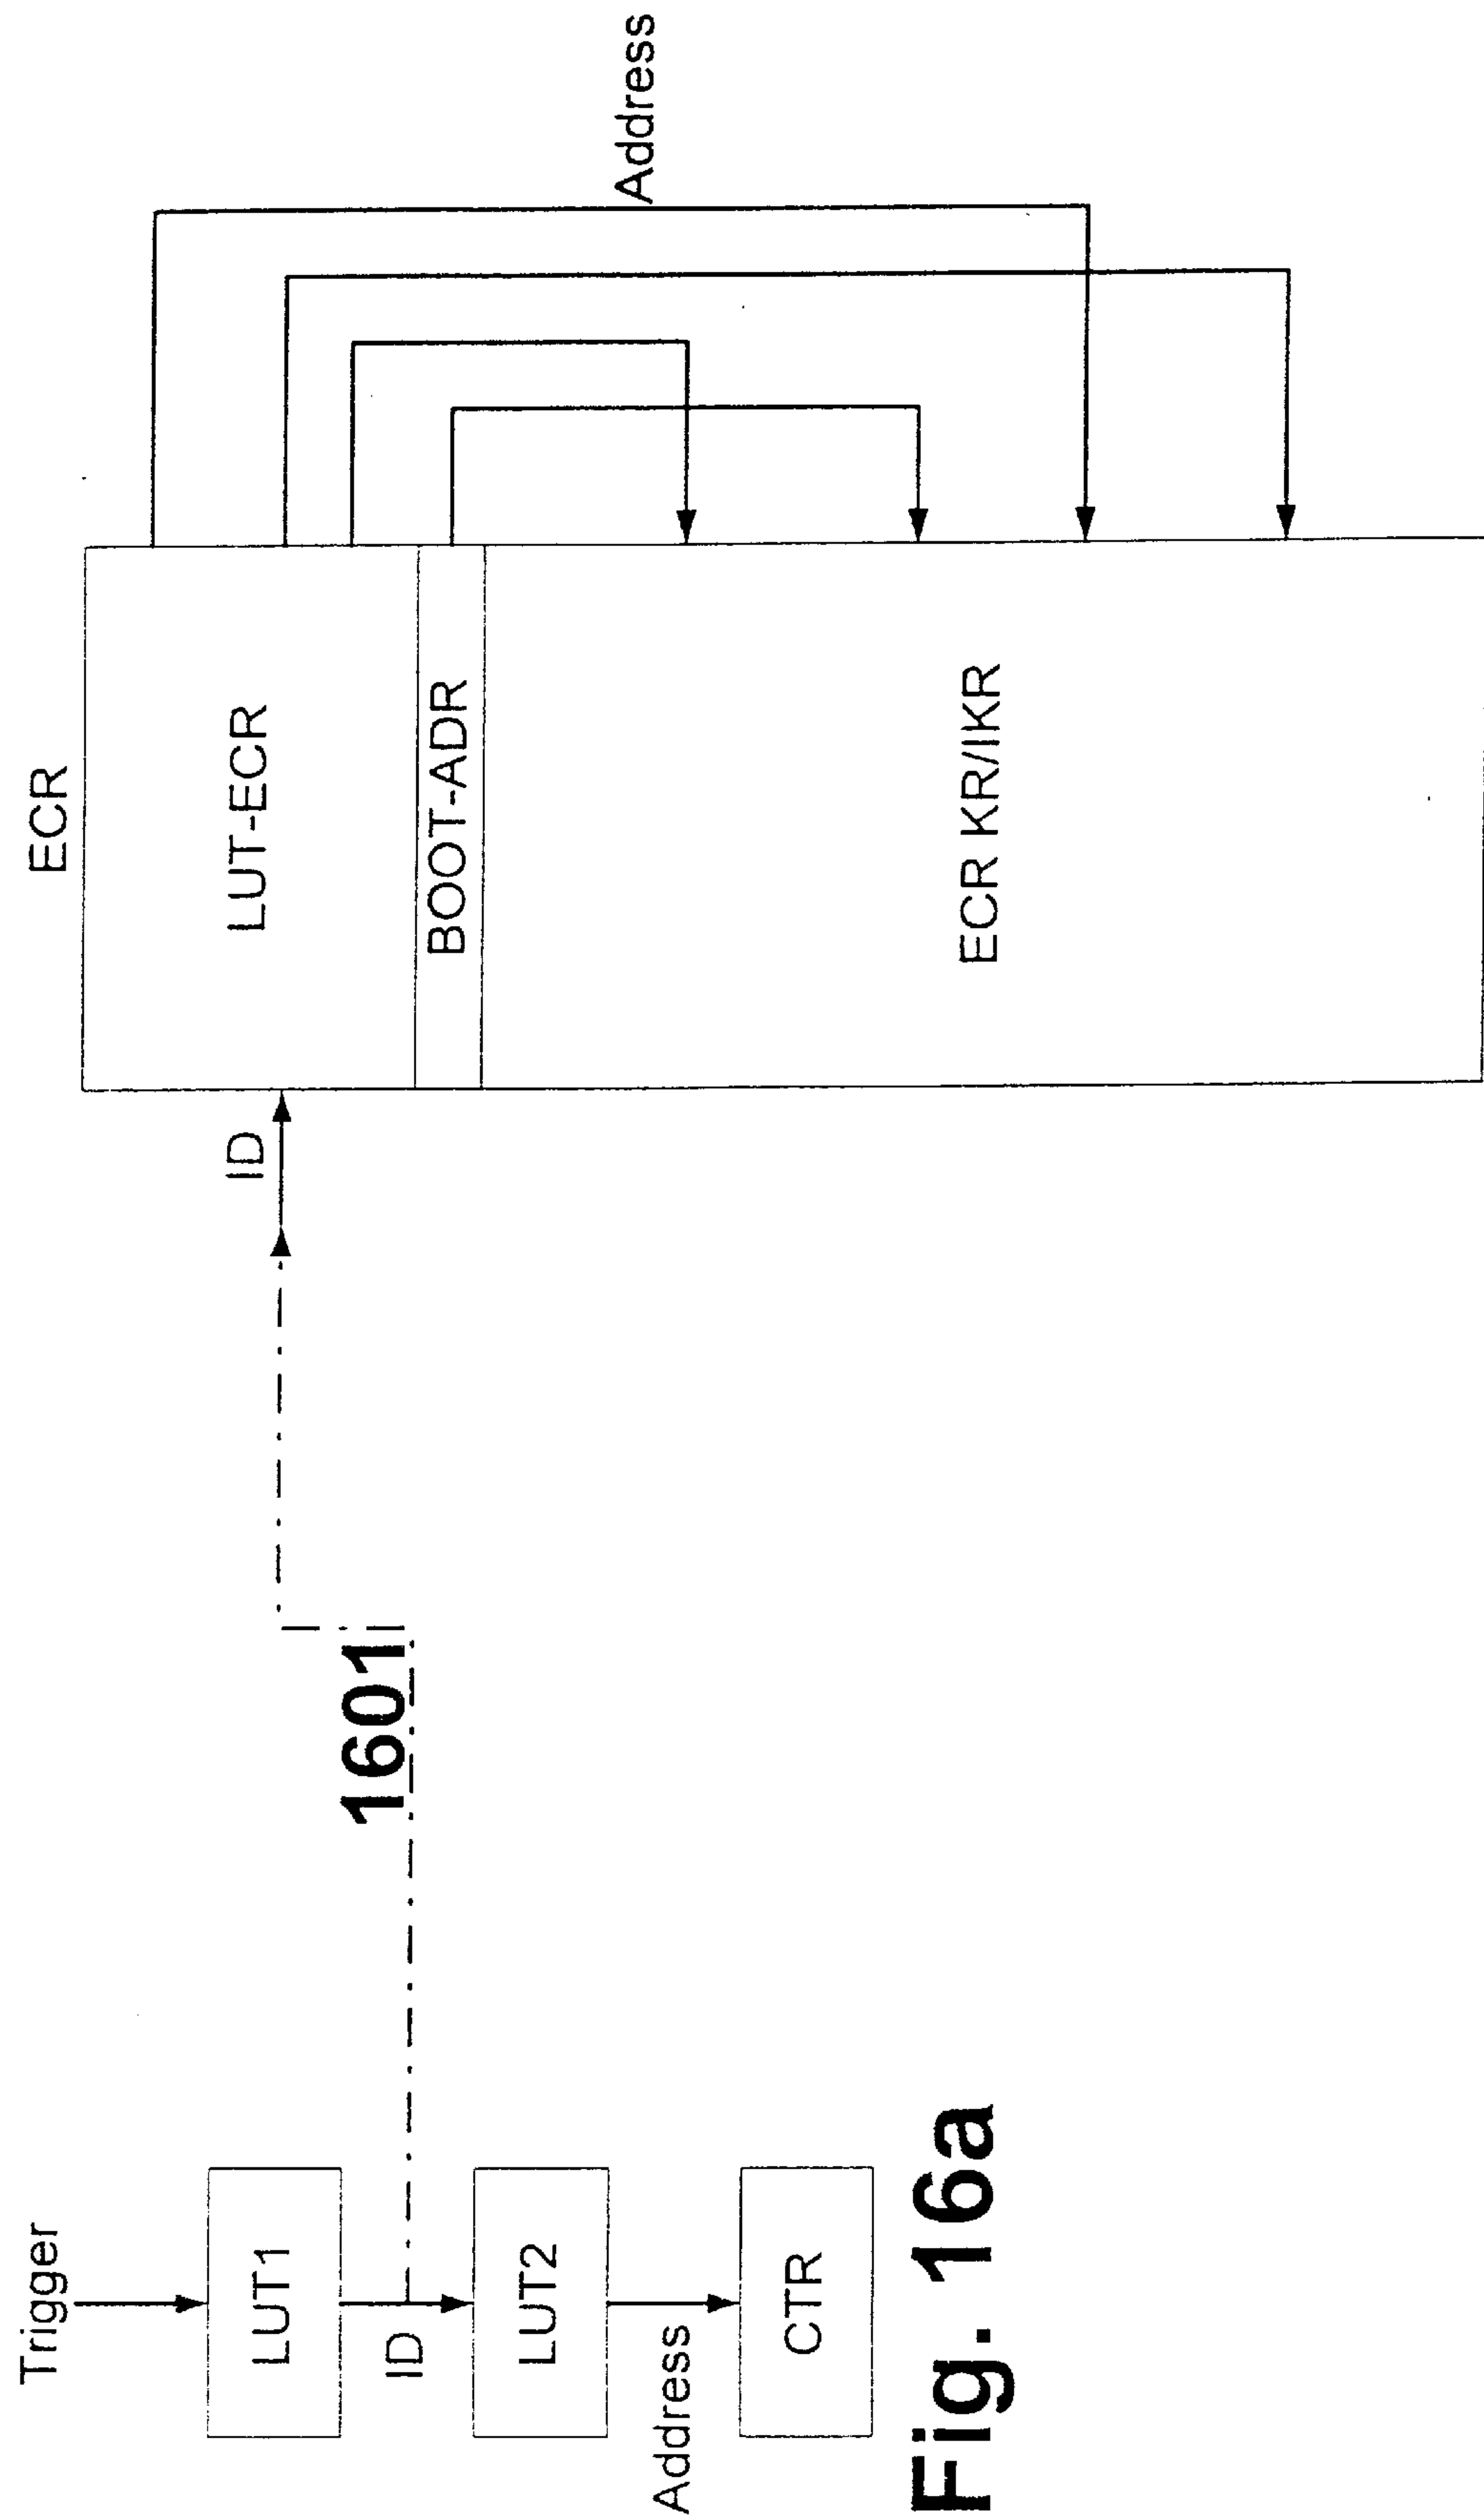 Trigger
LUT1
ID
LUT2
Address
CTR
1601
ID
ECR
LUT-ECR
BOOT-ADR
ECR KR/IKR
Address
Fig. 16a